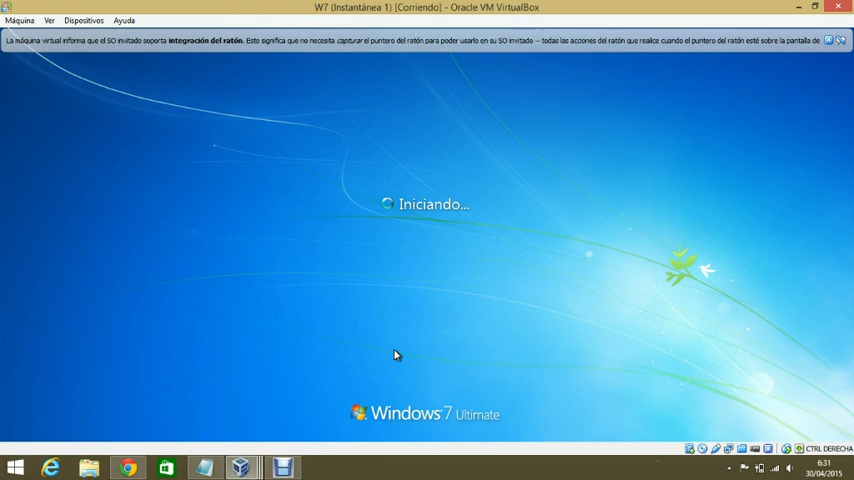 W7 (Instantánea 1) [Corriendo] - Oracle VM VirtualBox
Máquina Ver Dispositivos Ayuda
La máquina virtual informa que el SO invitado soporta integración del ratón. Esto significa que no necesita capturar el puntero del ratón para poder usarlo en su SO invitado -- todas las acciones del ratón que realice cuando el puntero del ratón esté sobre la pantalla de
Iniciando...
Windows 7 Ultimate
CTRL DERECHA
6:31
30/04/2015